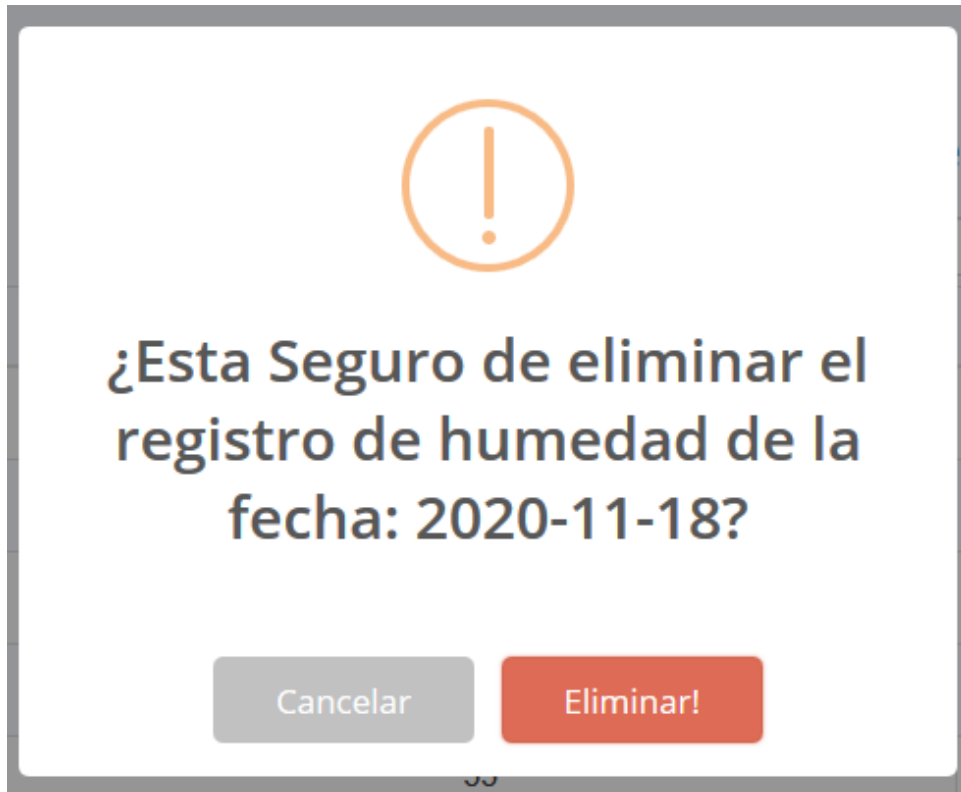 ¿Esta Seguro de eliminar el
registro de humedad de la
fecha: 2020-11-18?
Cancelar
Eliminar!